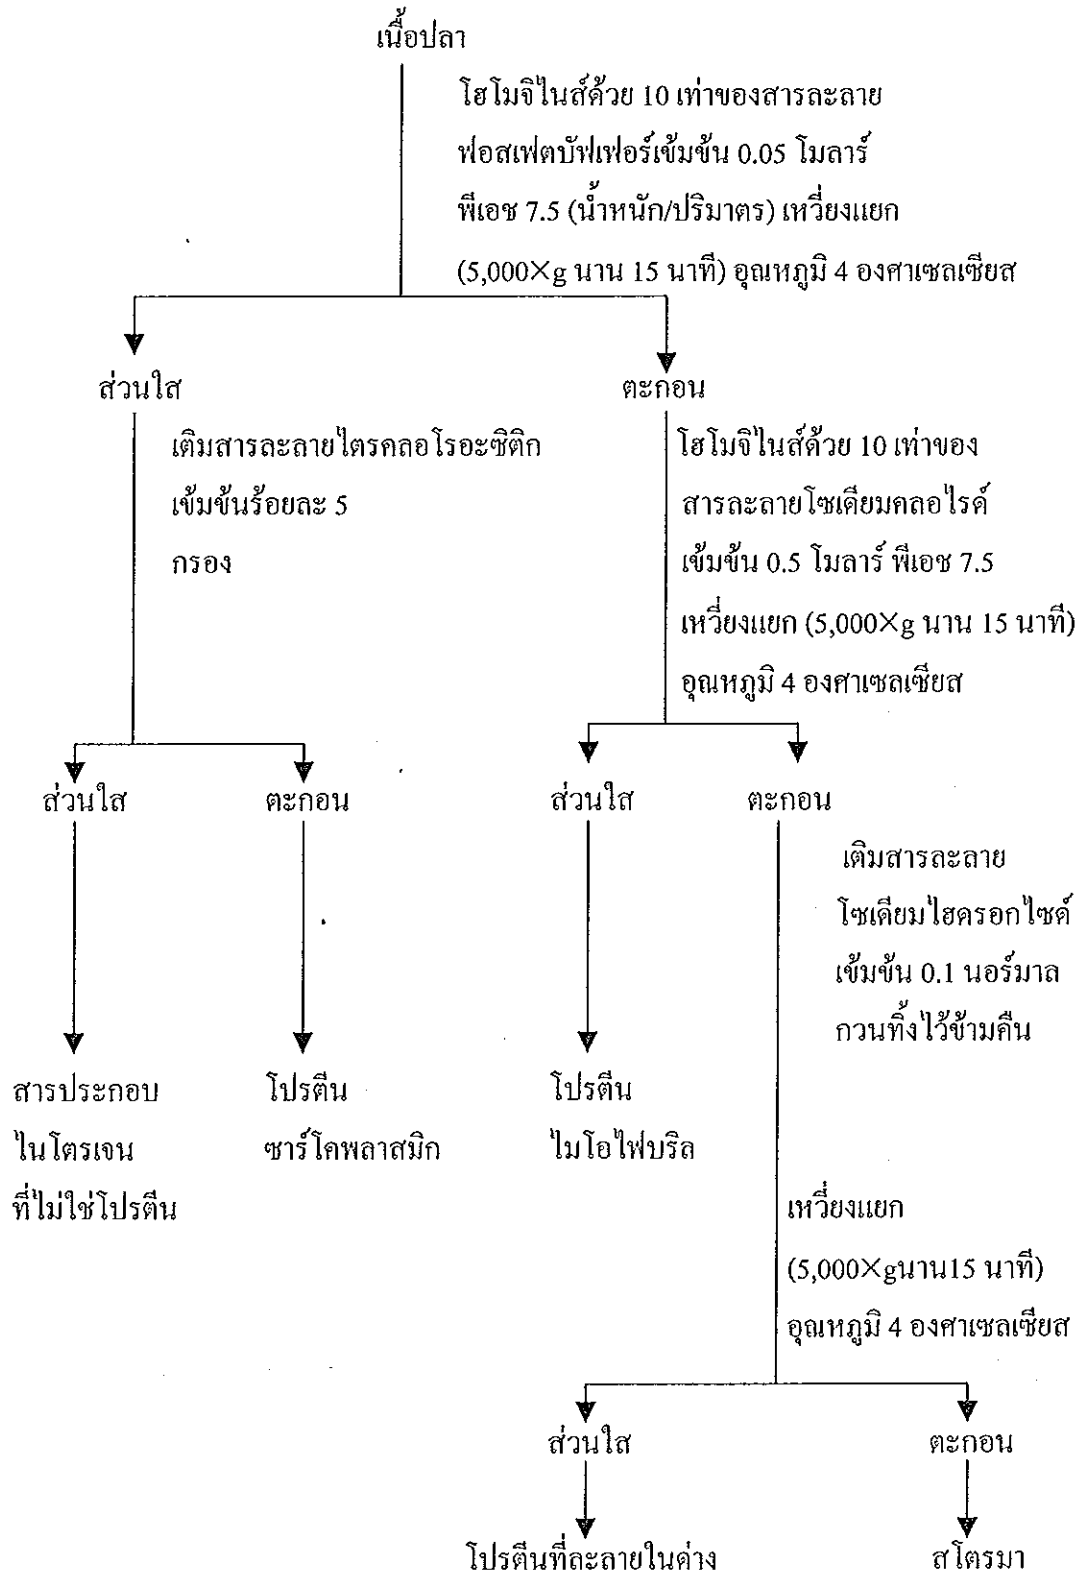 เนื้อปลา
โฮโมจิไนส์ด้วย 10 เท่าของสารละลาย
ฟอสเฟตบัฟเฟอร์เข้มข้น 0.05 โมลาร์
พีเอช 7.5 (น้ำหนัก/ปริมาตร) เหวี่ยงแยก
(5,000×g นาน 15 นาที) อุณหภูมิ 4 องศาเซลเซียส
ส่วนใส
ตะกอน
เติมสารละลายไตรคลอโรอะซิติก
เข้มข้นร้อยละ 5
กรอง
โฮโมจิไนส์ด้วย 10 เท่าของ
สารละลายโซเดียมคลอไรด์
เข้มข้น 0.5 โมลาร์ พีเอช 7.5
เหวี่ยงแยก (5,000×g นาน 15 นาที)
อุณหภูมิ 4 องศาเซลเซียส
ส่วนใส
ตะกอน
ส่วนใส
ตะกอน
เติมสารละลาย
โซเดียมไฮดรอกไซด์
เข้มข้น 0.1 นอร์มาล
กวนทิ้งไว้ข้ามคืน
สารประกอบ
ไนโตรเจน
ที่ไม่ใช่โปรตีน
โปรตีน
ซาร์โคพลาสมิก
โปรตีน
ไมโอไฟบริล
เหวี่ยงแยก
(5,000×gนาน15 นาที)
อุณหภูมิ 4 องศาเซลเซียส
ส่วนใส
ตะกอน
โปรตีนที่ละลายในด่าง
สโตรมา